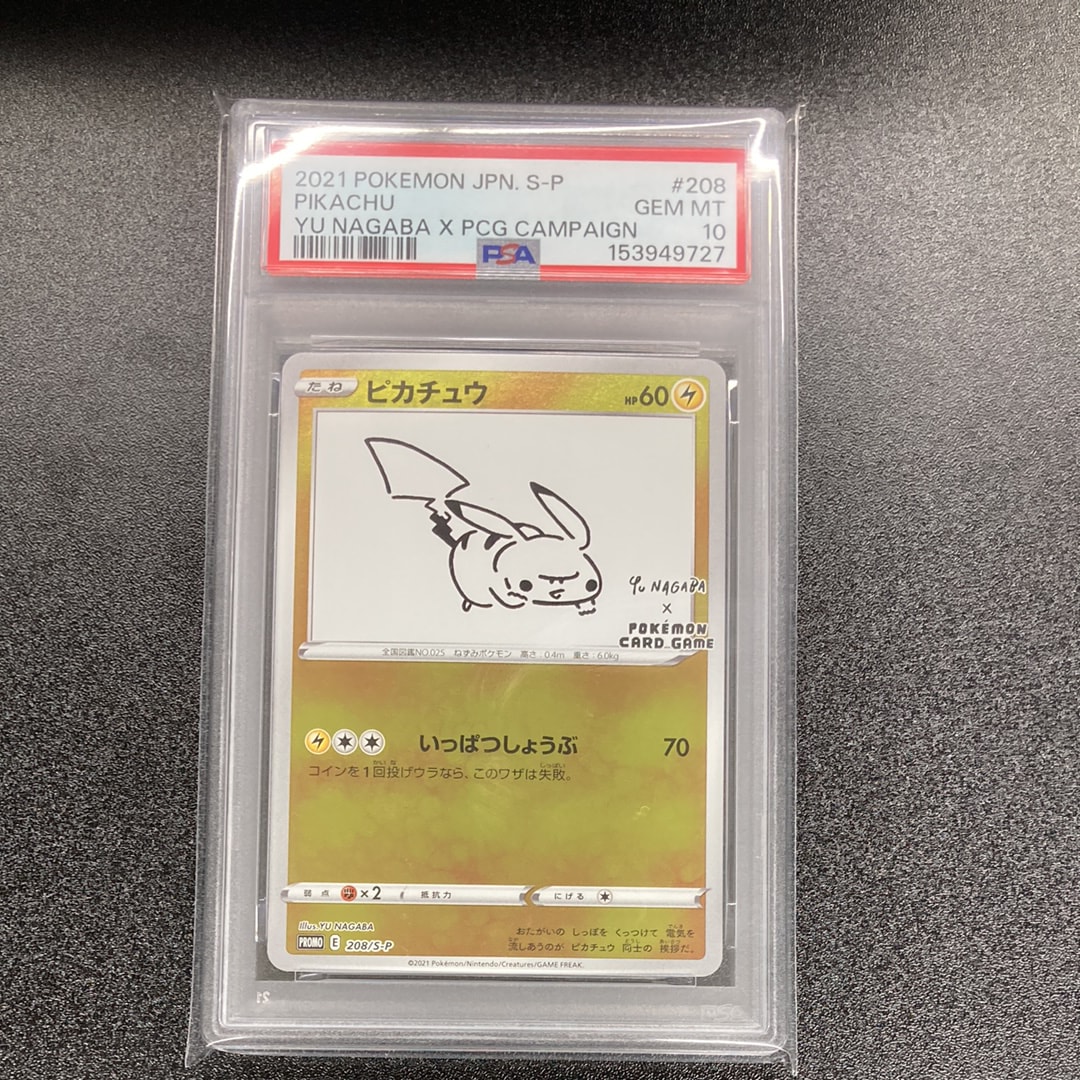 2021 POKEMON JPN. S-P #208
PIKACHU GEM MT
YU NAGABA X PCG CAMPAIGN 10
PSA 153949727
たね ピカチュウ HP60
Yu NAGABA
×
POKÉMON
CARD GAME
全国図鑑NO.025 ねずみポケモン 高さ:0.4m 重さ:6.0kg
いっぱつしょうぶ 70
コインを1回投げウラなら、このワザは失敗。
弱点 ×2 抵抗力 にげる
Illus. YU NAGABA
PROMO E 208/S-P
おたがいの しっぽを くっつけて 電気を
流しあうのが ピカチュウ 同士の 挨拶だ。
©2021 Pokémon/Nintendo/Creatures/GAME FREAK.